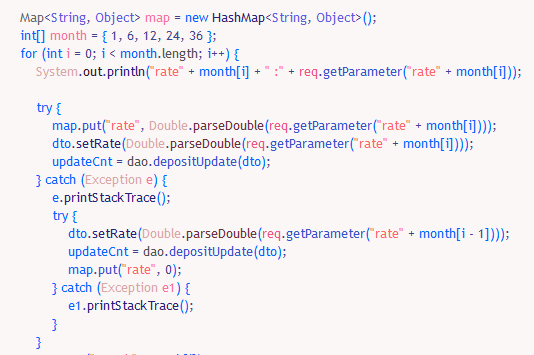 Map<String, Object> map = new HashMap<String, Object>();
int[] month = { 1, 6, 12, 24, 36 };
for (int i = 0; i < month.length; i++) {
System.out.println("rate" + month[i] + " :" + req.getParameter("rate" + month[i]));
try {
map.put("rate", Double.parseDouble(req.getParameter("rate" + month[i])));
dto.setRate(Double.parseDouble(req.getParameter("rate" + month[i])));
updateCnt = dao.depositUpdate(dto);
} catch (Exception e) {
e.printStackTrace();
try {
dto.setRate(Double.parseDouble(req.getParameter("rate" + month[i - 1])));
updateCnt = dao.depositUpdate(dto);
map.put("rate", 0);
} catch (Exception e1) {
e1.printStackTrace();
}
}